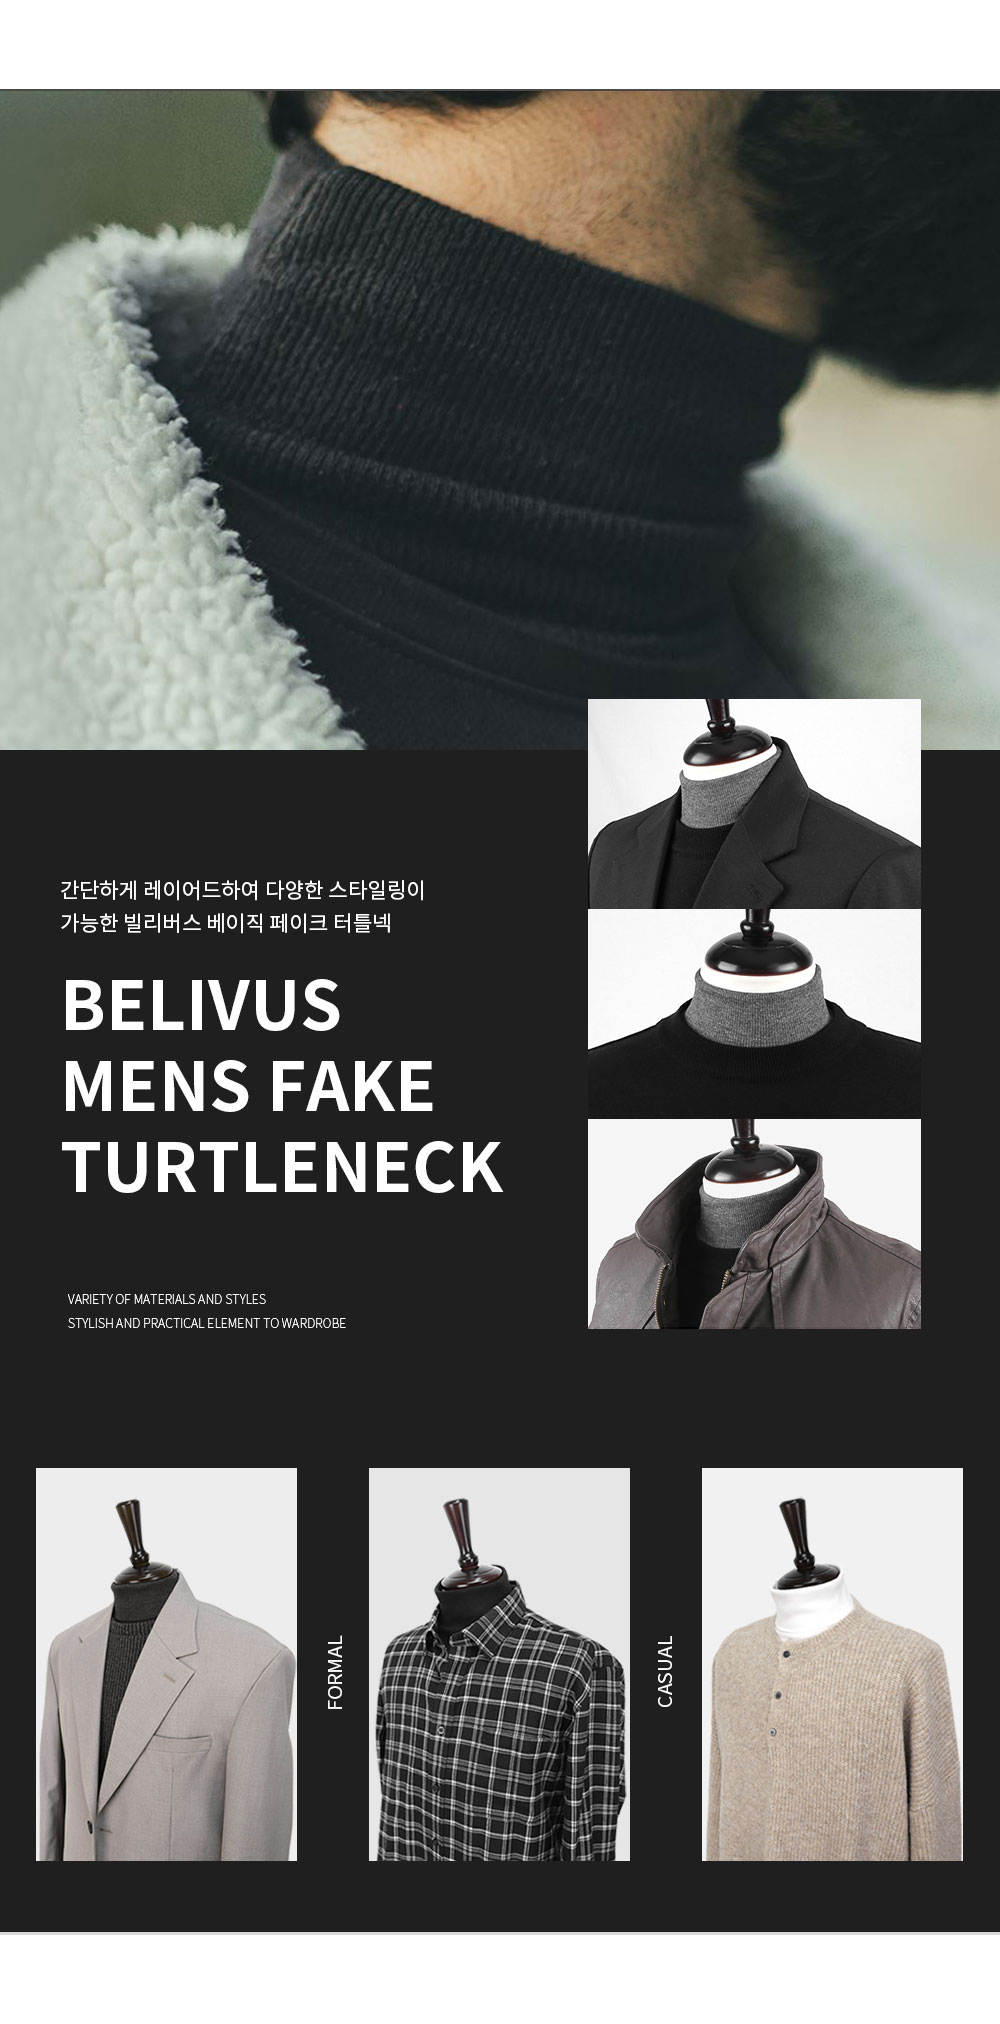 간단하게 레이어드하여 다양한 스타일링이
가능한 빌리버스 베이직 페이크 터틀넥
BELIVUS
MENS FAKE
TURTLENECK
VARIETY OF MATERIALS AND STYLES
STYLISH AND PRACTICAL ELEMENT TO WARDROBE
FORMAL
CASUAL